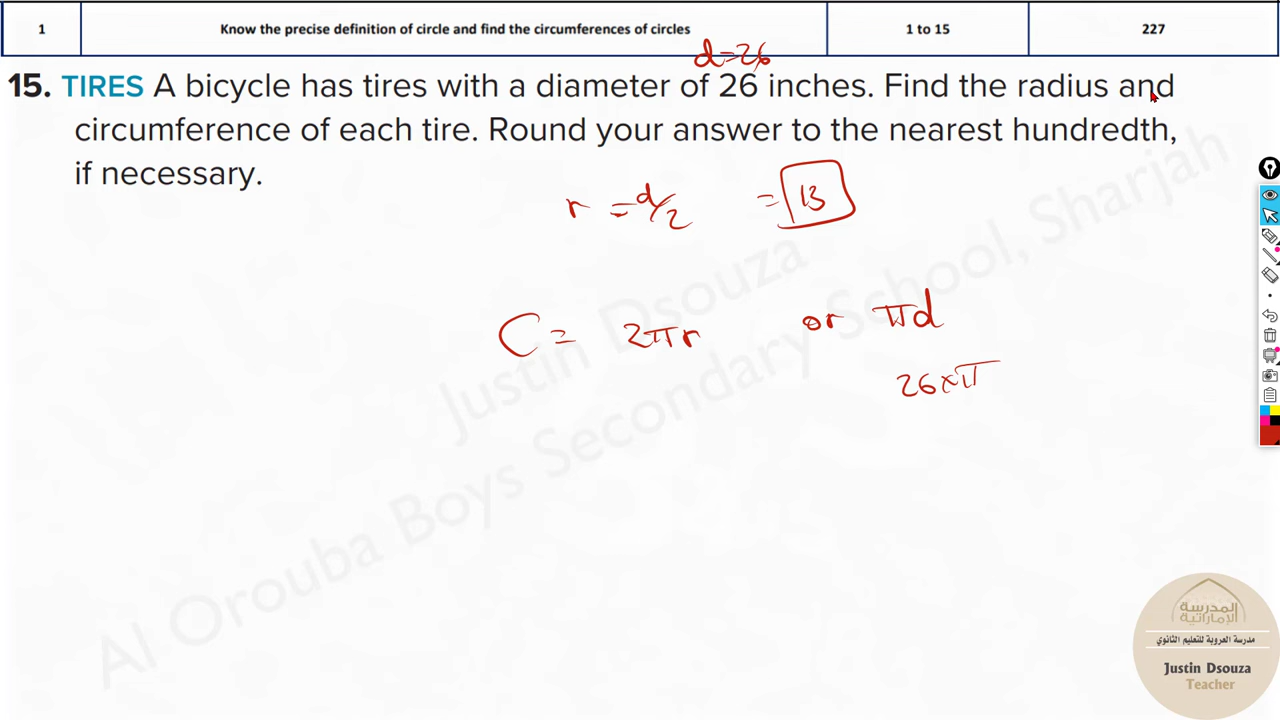 1 Know the precise definition of circle and find the circumferences of circles 1 to 15 227
d=26
15. TIRES A bicycle has tires with a diameter of 26 inches. Find the radius and
circumference of each tire. Round your answer to the nearest hundredth,
if necessary.
r = d/2 = 13
C = 2πr or πd
26×π
Justin Dsouza
Al Orouba Boys Secondary School, Sharjah
المدرسة
الإماراتية
مدرسة العروبة للتعليم الثانوي
Justin Dsouza
Teacher